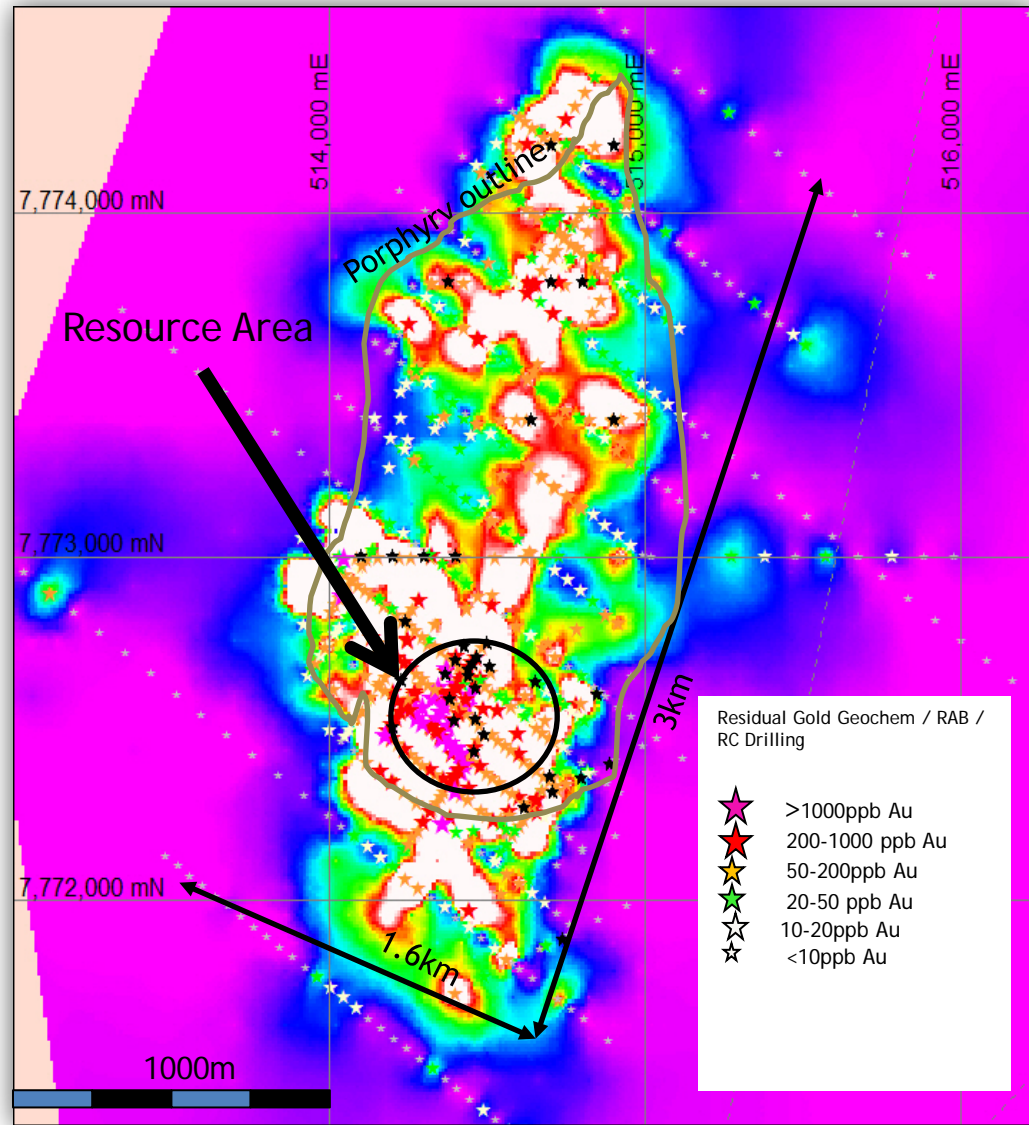 514,000 mE
515,000 mE
516,000 mE
Porphyry outline
7,774,000 mN
Resource Area
7,773,000 mN
3km
Residual Gold Geochem / RAB /
RC Drilling
>1000ppb Au
200-1000 ppb Au
50-200ppb Au
20-50 ppb Au
10-20ppb Au
<10ppb Au
7,772,000 mN
1.6km
1000m